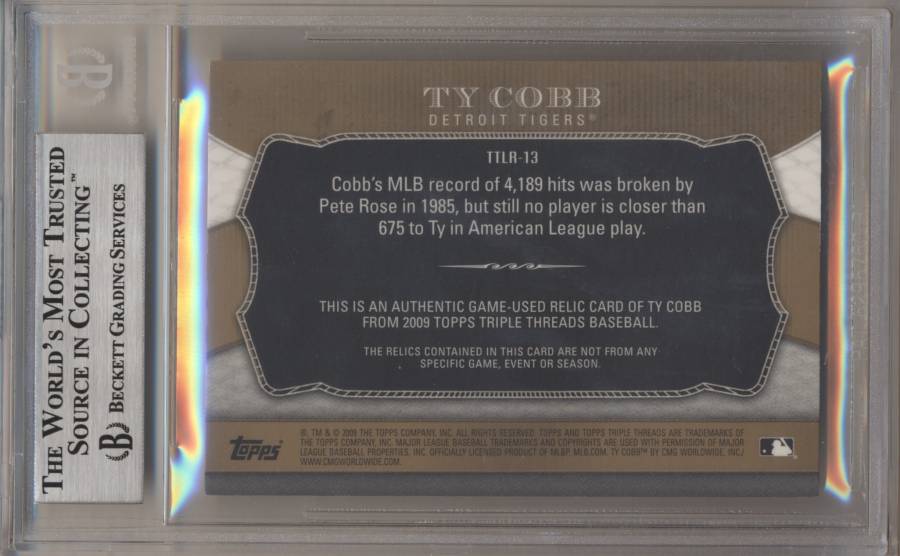 THE WORLD'S MOST TRUSTED
SOURCE IN COLLECTING™
B BECKETT GRADING SERVICES
B
TY COBB
DETROIT TIGERS®
TTLR-13
Cobb's MLB record of 4,189 hits was broken by
Pete Rose in 1985, but still no player is closer than
675 to Ty in American League play.
THIS IS AN AUTHENTIC GAME-USED RELIC CARD OF TY COBB
FROM 2009 TOPPS TRIPLE THREADS BASEBALL.
THE RELICS CONTAINED IN THIS CARD ARE NOT FROM ANY
SPECIFIC GAME, EVENT OR SEASON.
Topps
®, TM & © 2009 THE TOPPS COMPANY, INC. ALL RIGHTS RESERVED. TOPPS AND TOPPS TRIPLE THREADS ARE TRADEMARKS OF
THE TOPPS COMPANY, INC. MAJOR LEAGUE BASEBALL TRADEMARKS AND COPYRIGHTS ARE USED WITH PERMISSION OF MAJOR
LEAGUE BASEBALL PROPERTIES, INC. OFFICIALLY LICENSED PRODUCT OF MLBP. MLB.COM. TY COBB™ BY CMG WORLDWIDE, INC./
WWW.CMGWORLDWIDE.COM.